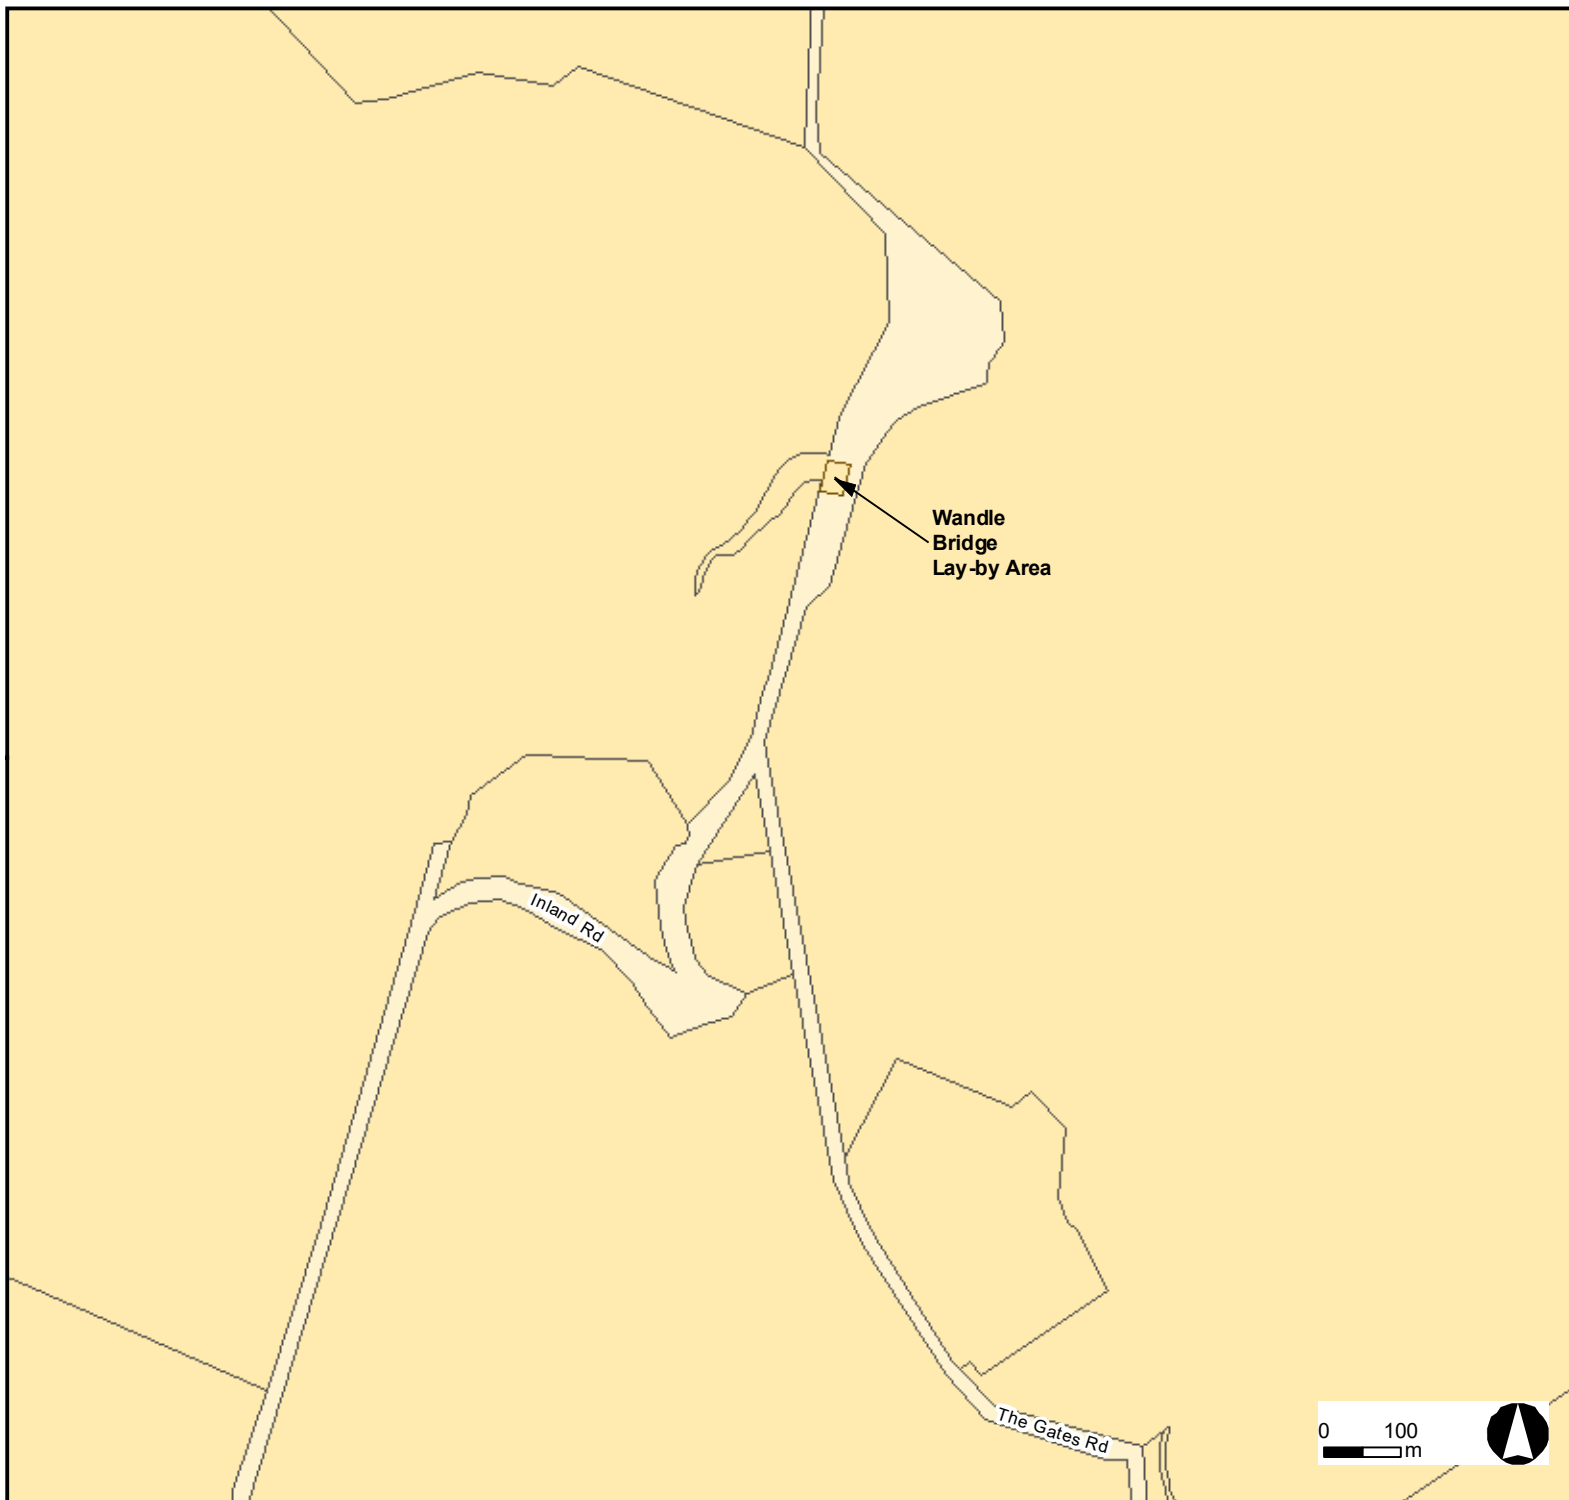 Wandle
Bridge
Lay-by Area
Inland Rd
The Gates Rd
0 100
m